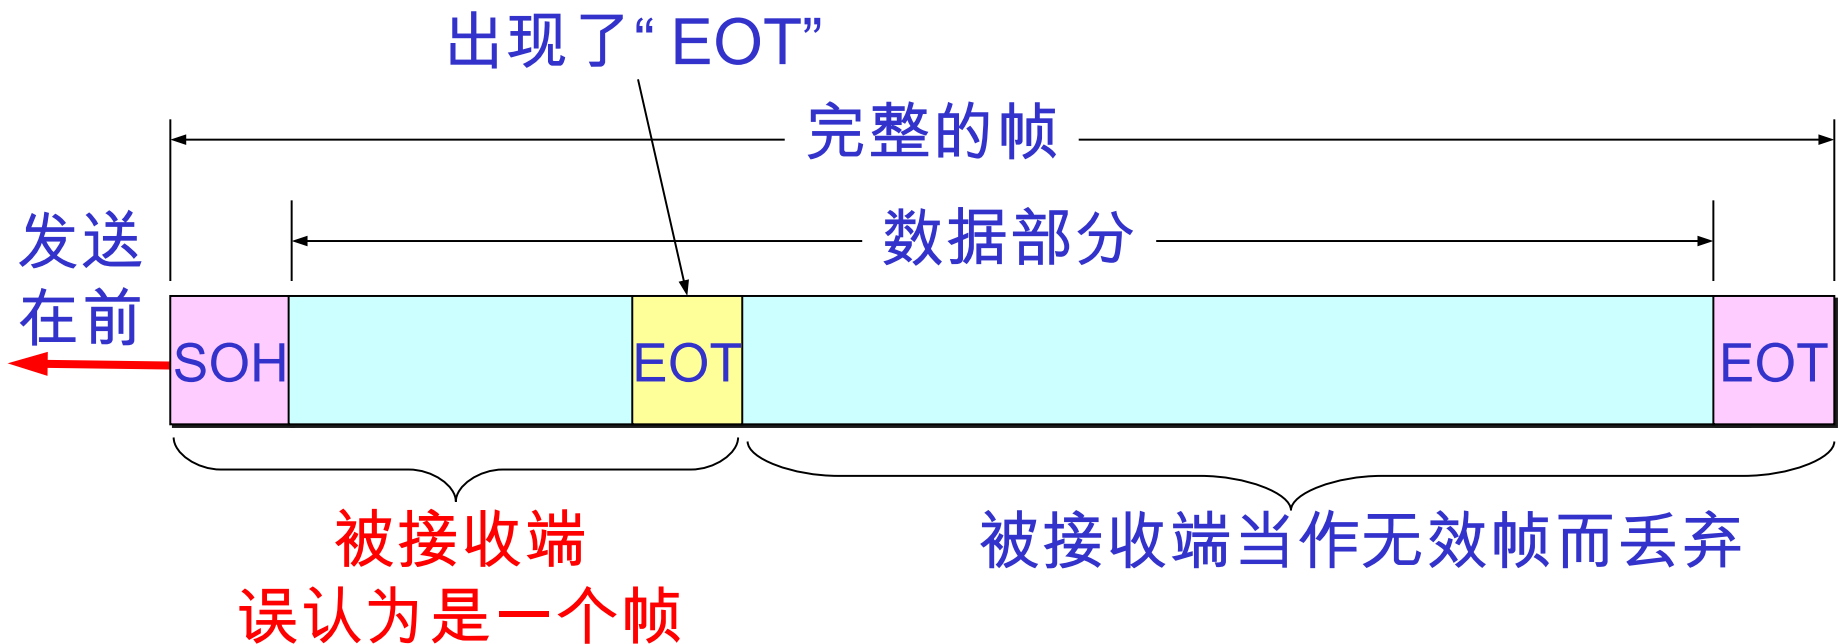 出现了“ EOT”
完整的帧
数据部分
发送
在前
SOH
EOT
EOT
被接收端
误认为是一个帧
被接收端当作无效帧而丢弃